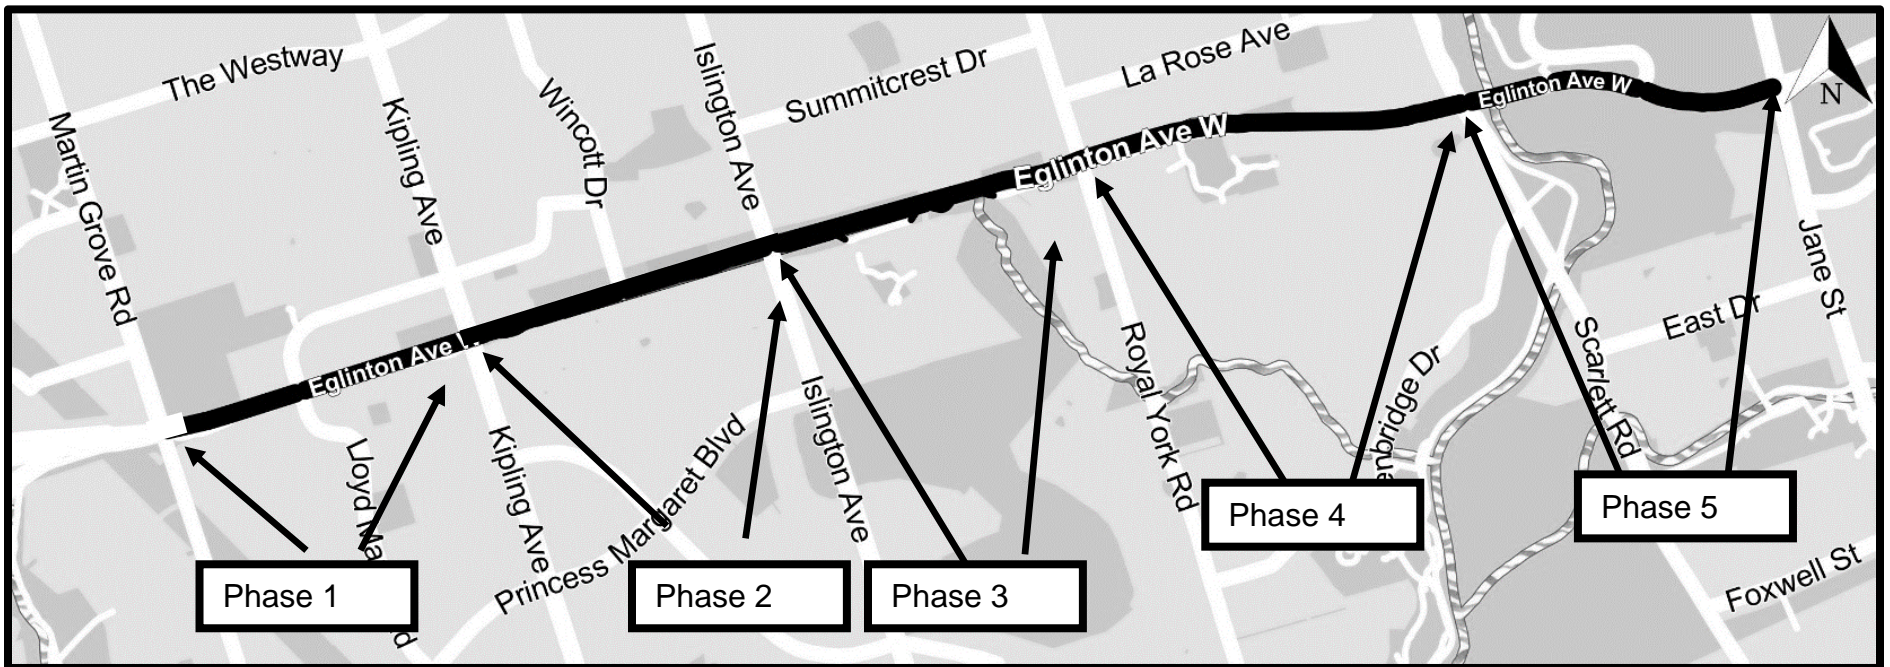 The Westway
Martin Grove Rd
Kipling Ave
Wincott Dr
Islington Ave
Summitcrest Dr
La Rose Ave
Eglinton Ave W
N
Eglinton Ave W
Jane St
East Dr
Scarlett Rd
Royal York Rd
Eglinton Ave
Lloyd
Kipling Ave
Princess Margaret Blvd
Islington Ave
Phase 1
Phase 2
Phase 3
Phase 4
Phase 5
Foxwell St